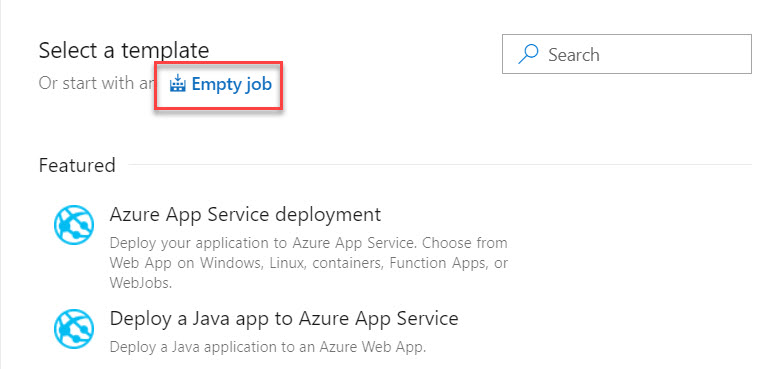 Select a template
Search
Or start with an Empty job
Featured
Azure App Service deployment
Deploy your application to Azure App Service. Choose from
Web App on Windows, Linux, containers, Function Apps, or
WebJobs.
Deploy a Java app to Azure App Service
Deploy a Java application to an Azure Web App.